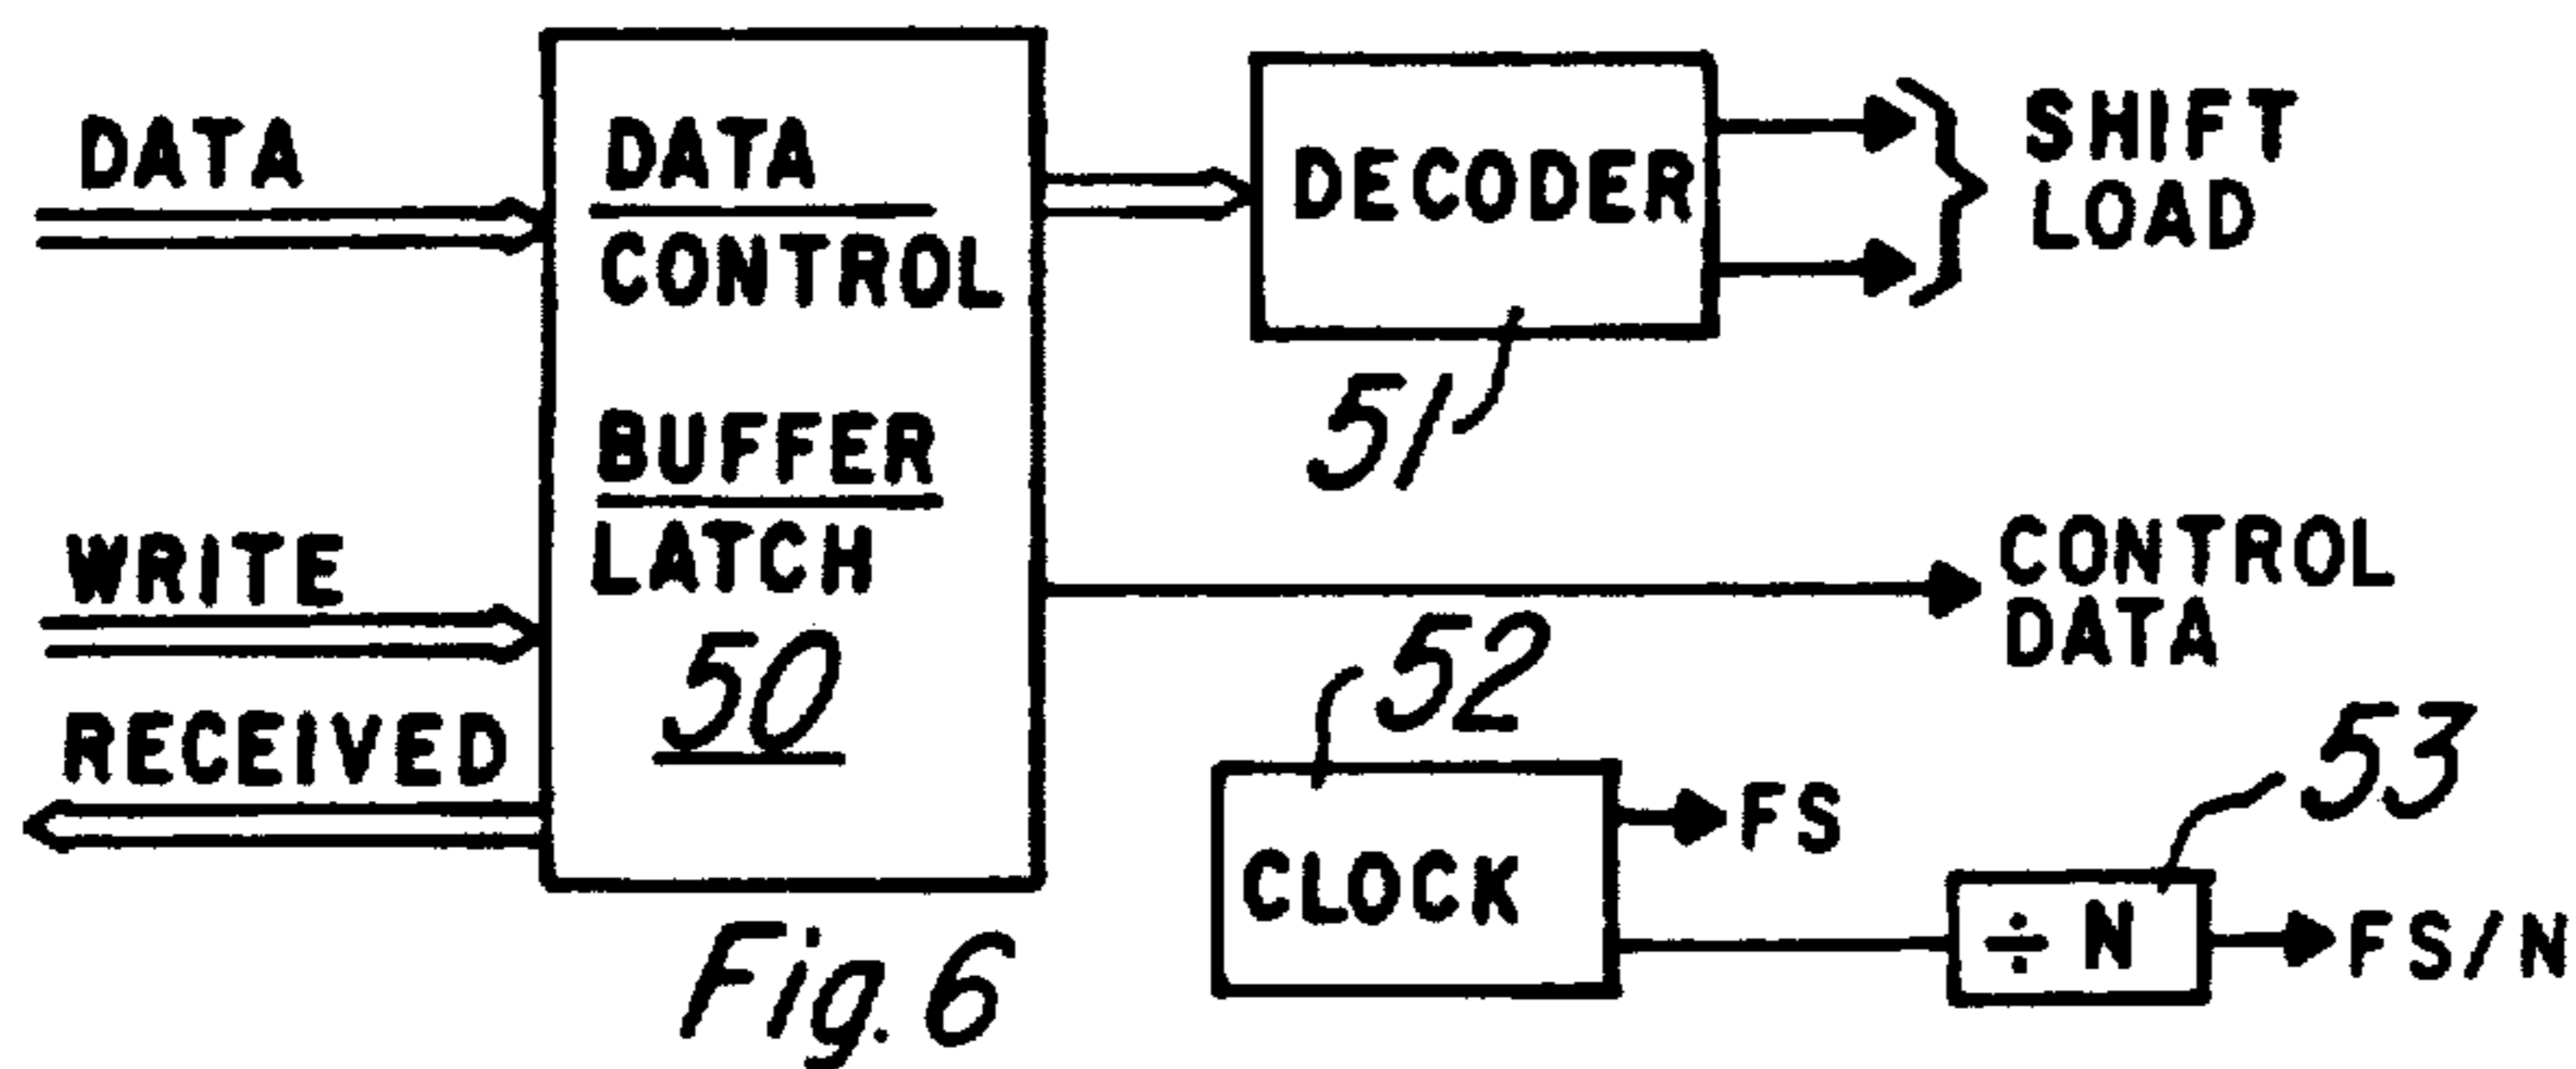 DATA
WRITE
RECEIVED
DATA
CONTROL
BUFFER
LATCH
50
DECODER
51
SHIFT
LOAD
CONTROL
DATA
52
CLOCK
FS
53
÷ N
FS/N
Fig. 6